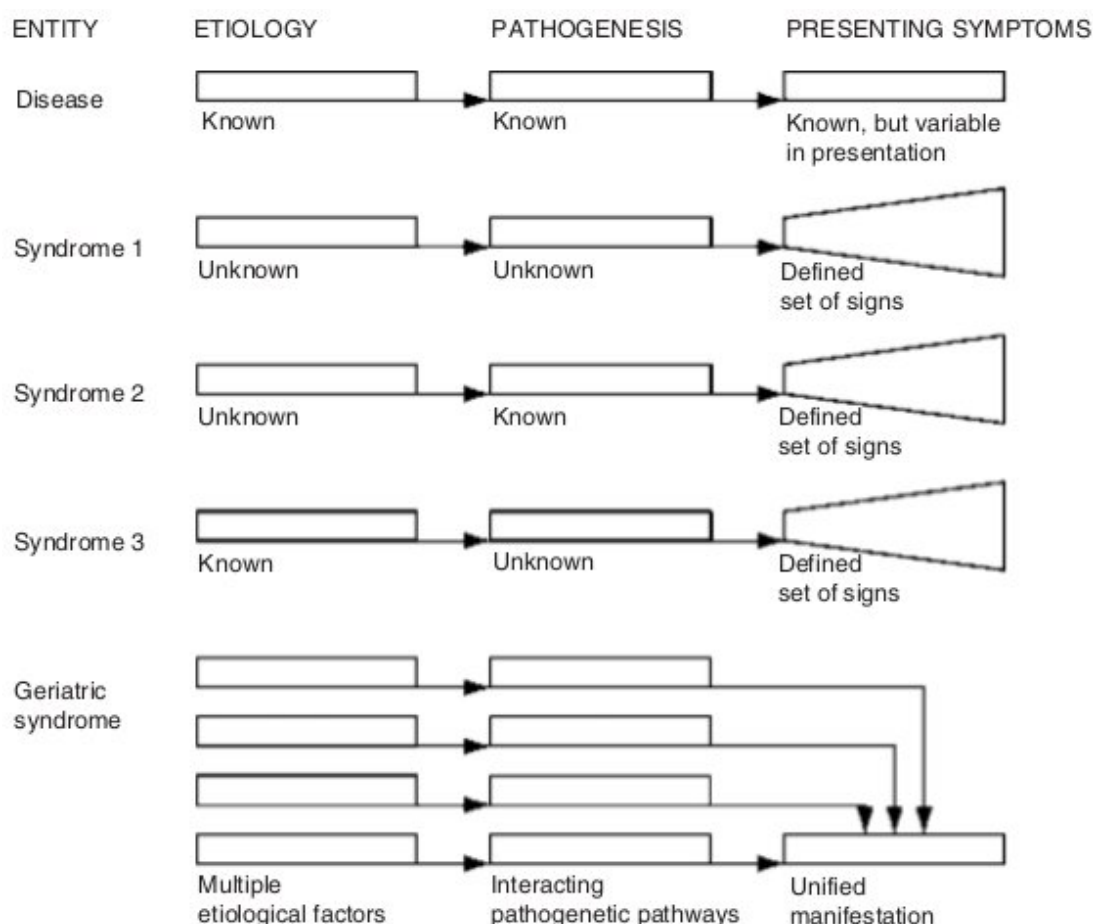 ENTITY ETIOLOGY PATHOGENESIS PRESENTING SYMPTOMS
Disease
Known Known Known, but variable
in presentation
Syndrome 1
Unknown Unknown Defined
set of signs
Syndrome 2
Unknown Known Defined
set of signs
Syndrome 3
Known Unknown Defined
set of signs
Geriatric
syndrome
Multiple Interacting Unified
etiological factors pathogenetic pathways manifestation